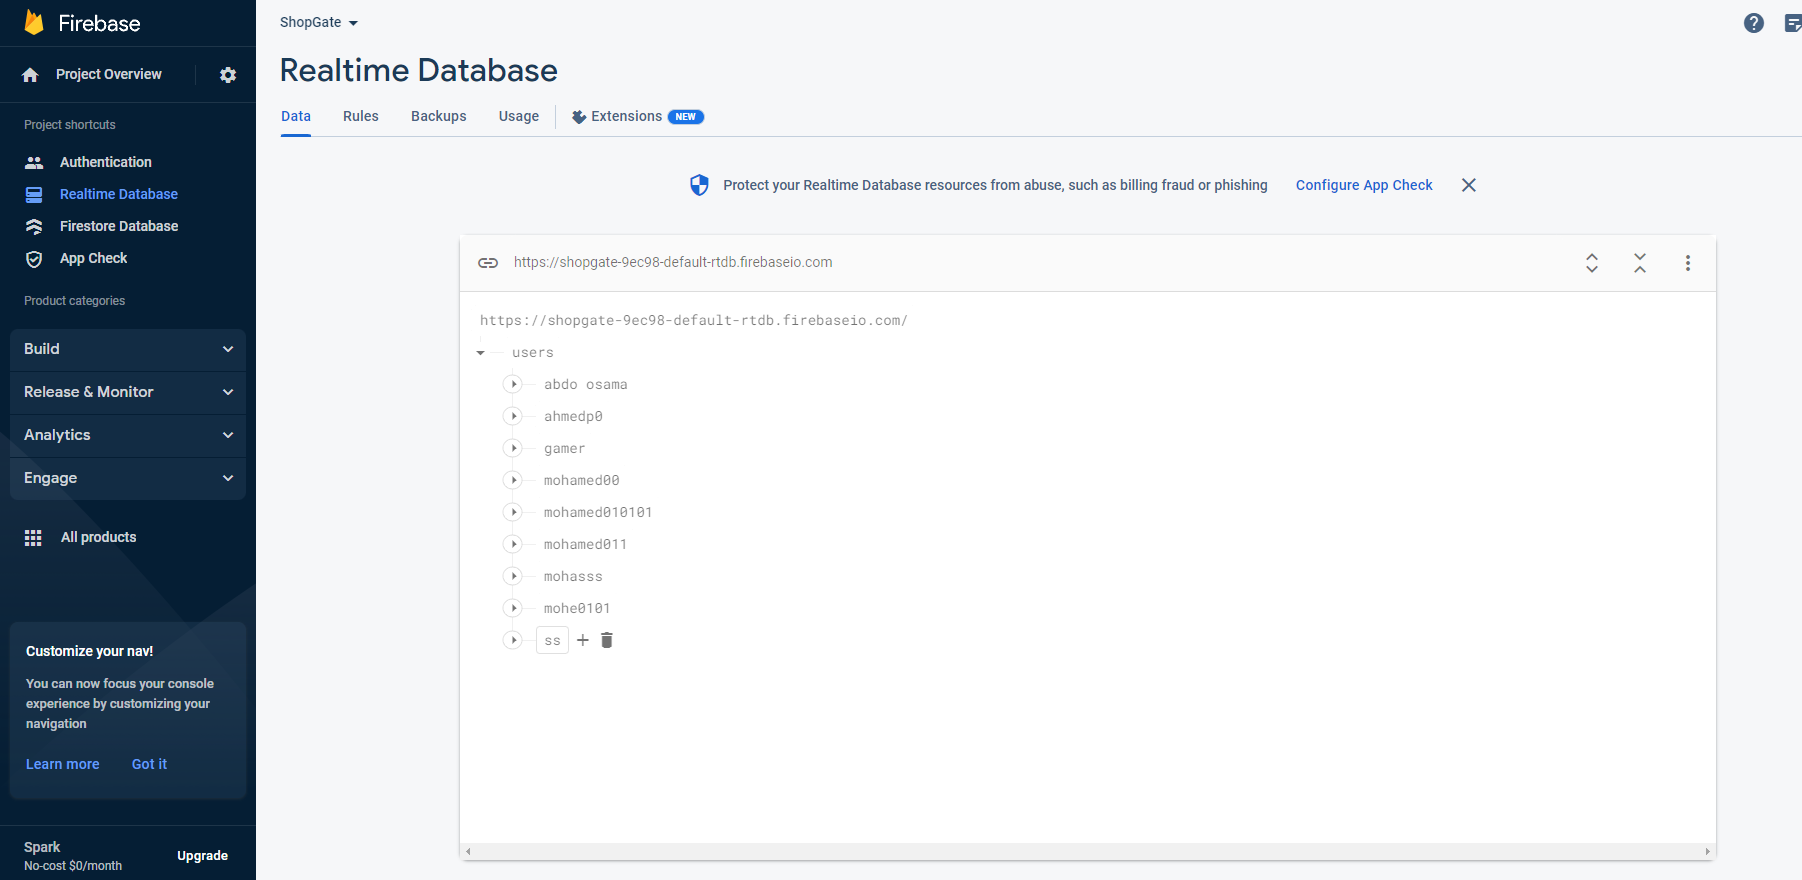 Firebase
Project Overview
Project shortcuts
Authentication
Realtime Database
Firestore Database
App Check
Product categories
Build
Release & Monitor
Analytics
Engage
All products
Customize your nav!
You can now focus your console
experience by customizing your
navigation
Learn more Got it
Spark
No-cost $0/month
Upgrade
ShopGate
Realtime Database
Data Rules Backups Usage Extensions NEW
Protect your Realtime Database resources from abuse, such as billing fraud or phishing Configure App Check
https://shopgate-9ec98-default-rtdb.firebaseio.com
https://shopgate-9ec98-default-rtdb.firebaseio.com/
users
abdo osama
ahmedp0
gamer
mohamed00
mohamed010101
mohamed011
mohasss
mohe0101
ss